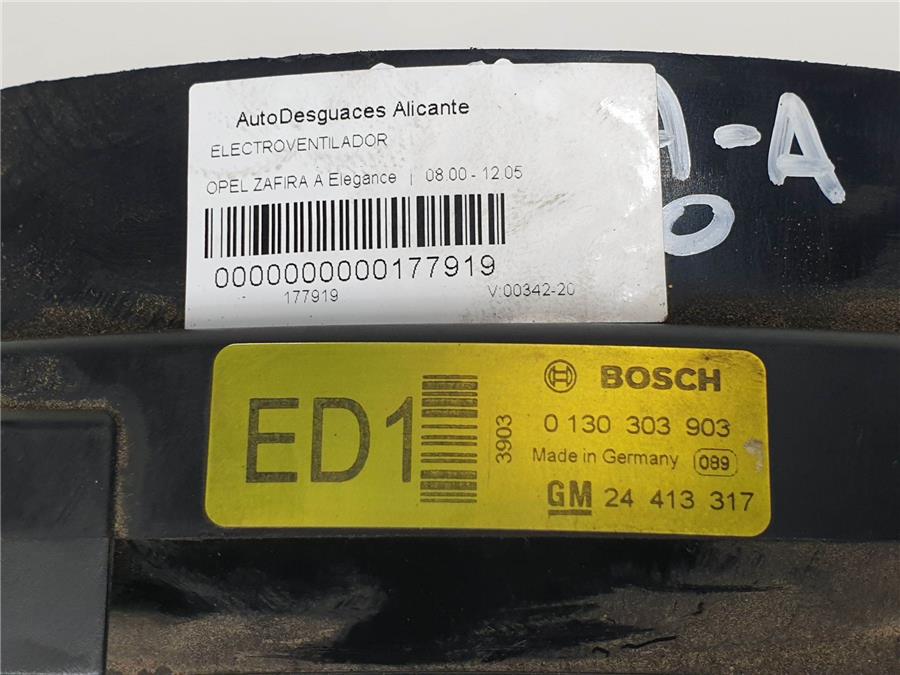 AutoDesguaces Alicante
ELECTROVENTILADOR
OPEL ZAFIRA A Elegance | 08.00 - 12.05
0000000000177919
177919 V:00342-20
A-A
0
ED1
3903
BOSCH
0 130 303 903
Made in Germany 089
GM 24 413 317